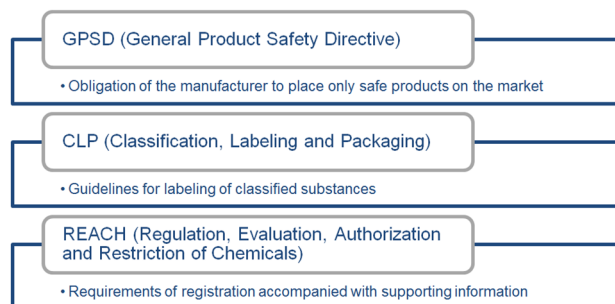 GPSD (General Product Safety Directive)
• Obligation of the manufacturer to place only safe products on the market
CLP (Classification, Labeling and Packaging)
• Guidelines for labeling of classified substances
REACH (Regulation, Evaluation, Authorization
and Restriction of Chemicals)
• Requirements of registration accompanied with supporting information